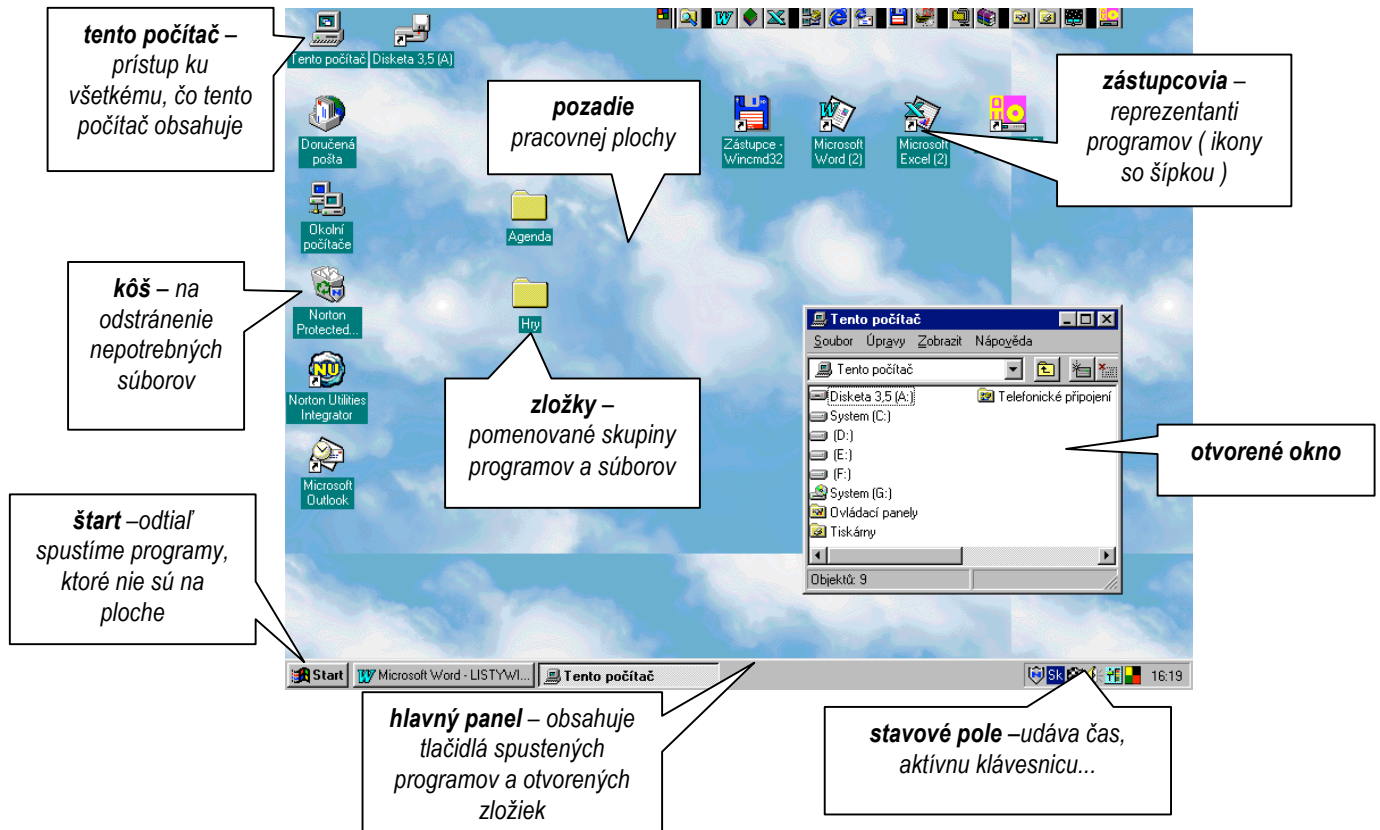 tento počítač –
prístup ku
všetkému, čo tento
počítač obsahuje
Tento počítač
Disketa 3,5 (A)
pozadie
pracovnej plochy
zástupcovia –
reprezentanti
programov ( ikony
so šípkou )
Doručená
pošta
Zástupce -
Wincmd32
Microsoft
Word (2)
Microsoft
Excel (2)
Okolní
počítače
Agenda
kôš – na
odstránenie
nepotrebných
súborov
Norton
Protected...
Hry
Norton Utilities
Integrator
zložky –
pomenované skupiny
programov a súborov
Microsoft
Outlook
Tento počítač
Soubor Úpravy Zobrazit Nápověda
Tento počítač
Disketa 3,5 (A:)
System (C:)
(D:)
(E:)
(F:)
System (G:)
Ovládací panely
Tiskárny
Telefonické připojení
Objektů: 9
otvorené okno
štart –odtiaľ
spustíme programy,
ktoré nie sú na
ploche
Start
Microsoft Word - LISTYWI...
Tento počítač
Sk
16:19
hlavný panel – obsahuje
tlačidlá spustených
programov a otvorených
zložiek
stavové pole –udáva čas,
aktívnu klávesnicu...